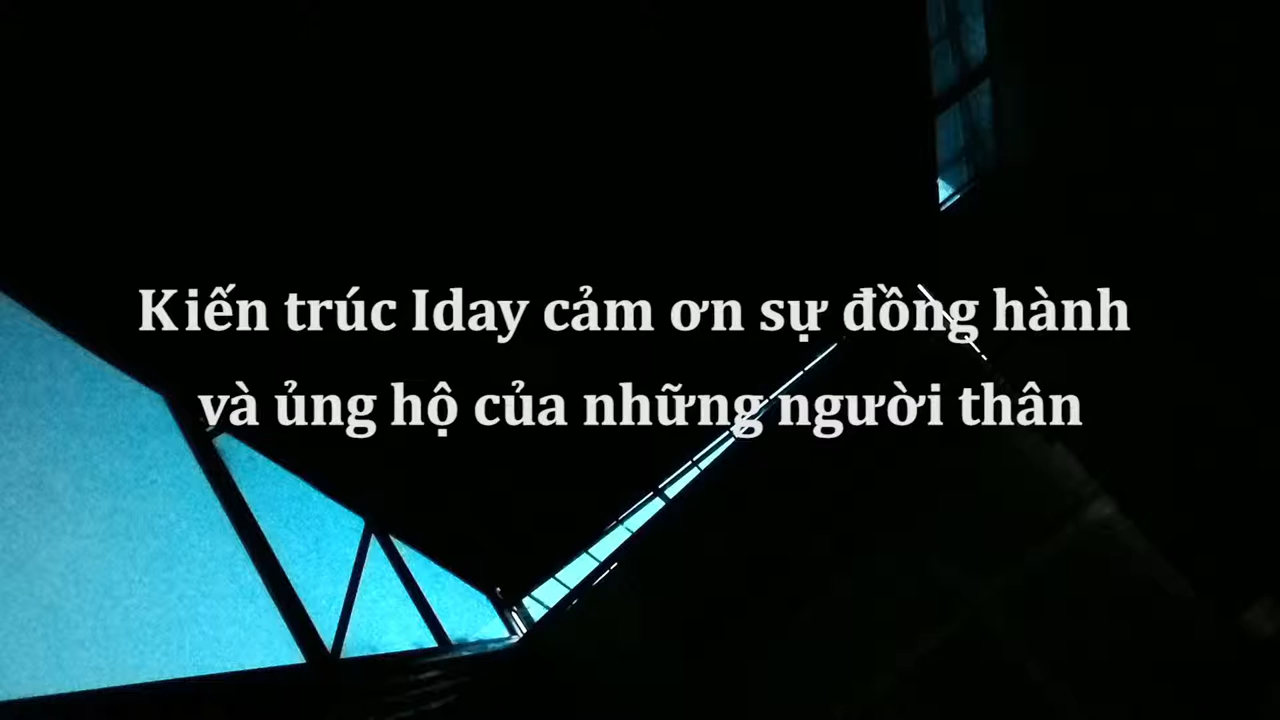 Kiến trúc Iday cảm ơn sự đồng hành
và ủng hộ của những người thân